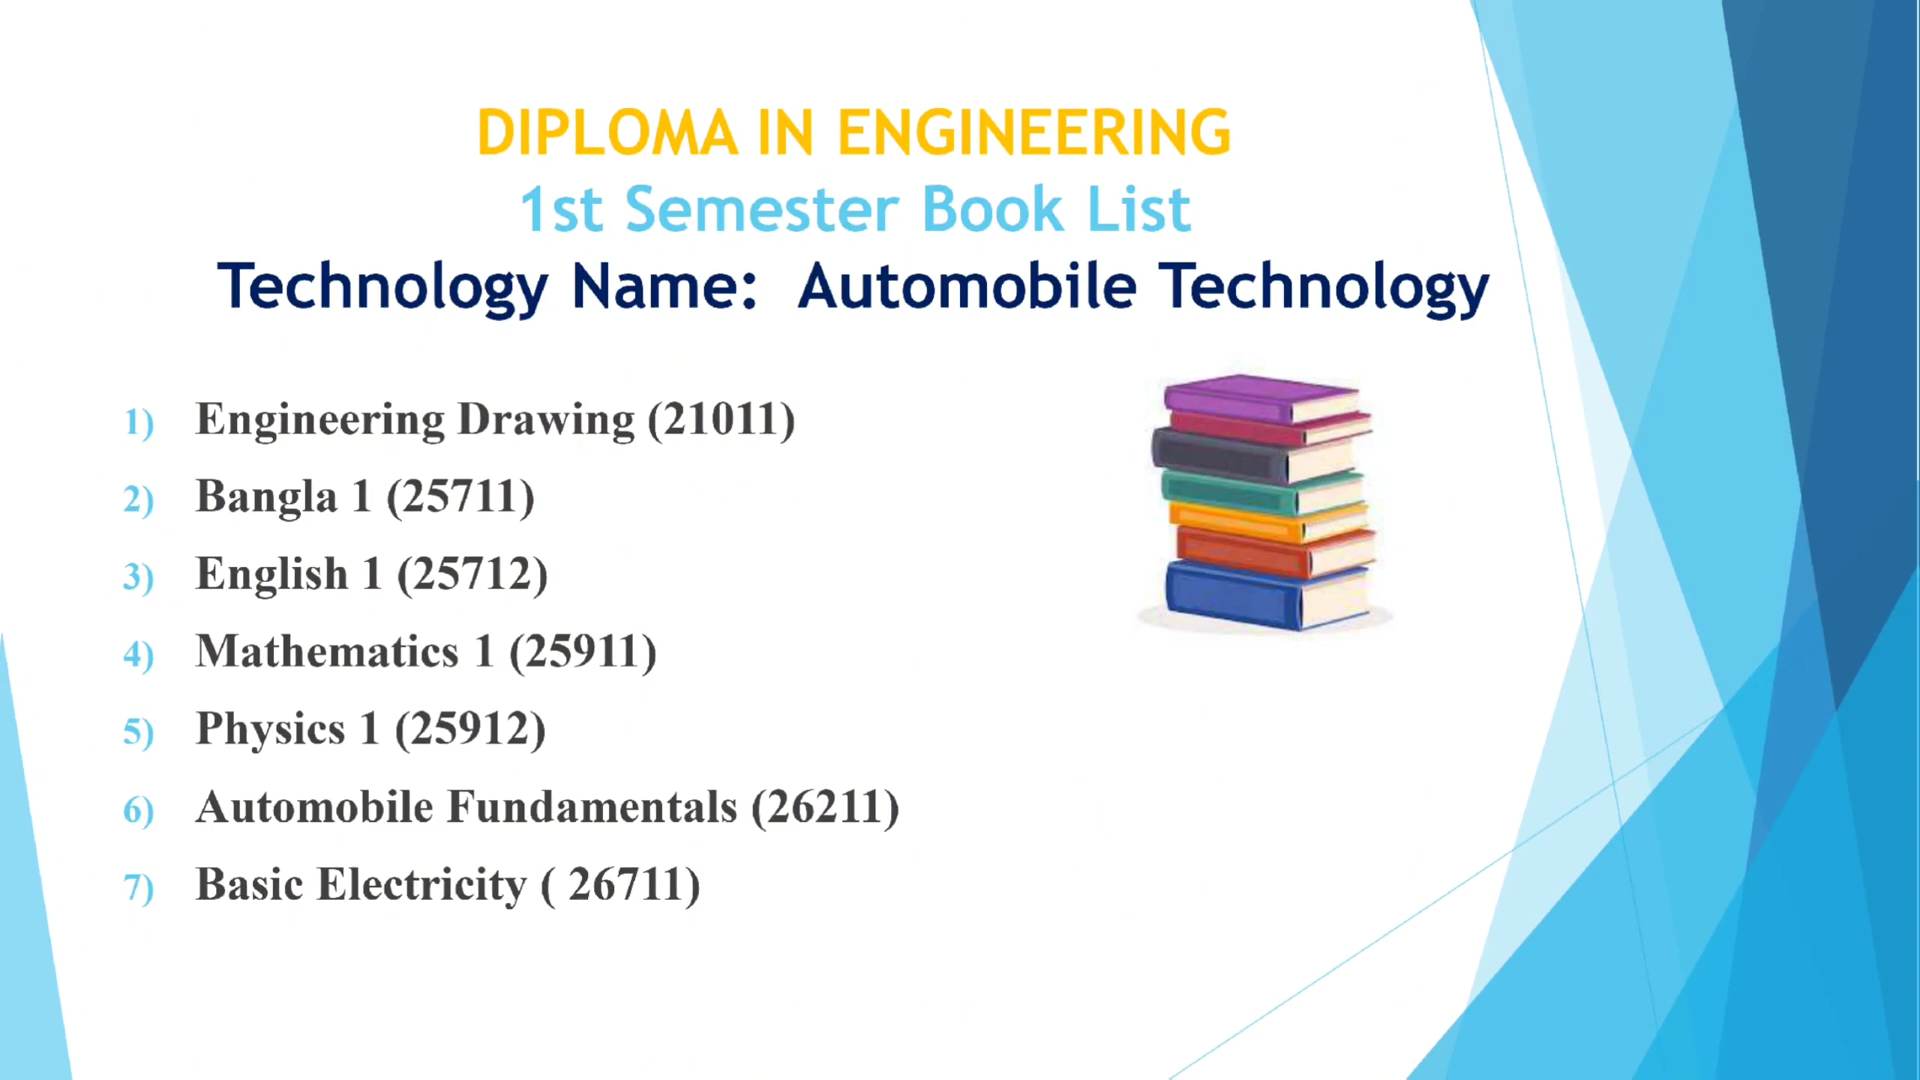 DIPLOMA IN ENGINEERING
1st Semester Book List
Technology Name: Automobile Technology
1) Engineering Drawing (21011)
2) Bangla 1 (25711)
3) English 1 (25712)
4) Mathematics 1 (25911)
5) Physics 1 (25912)
6) Automobile Fundamentals (26211)
7) Basic Electricity ( 26711)